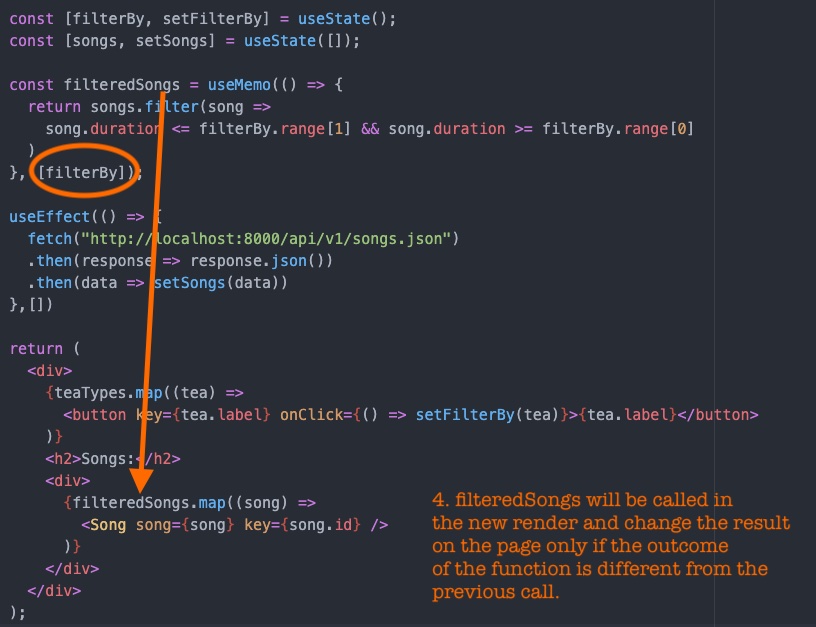 const [filterBy, setFilterBy] = useState();
const [songs, setSongs] = useState([]);
const filteredSongs = useMemo(() => {
return songs.filter(song =>
song.duration <= filterBy.range[1] && song.duration >= filterBy.range[0]
)
}, [filterBy]);
useEffect(() => {
fetch("http://localhost:8000/api/v1/songs.json")
.then(response => response.json())
.then(data => setSongs(data))
},[])
return (
<div>
{teaTypes.map((tea) =>
<button key={tea.label} onClick={() => setFilterBy(tea)}>{tea.label}</button>
)}
<h2>Songs:</h2>
<div>
{filteredSongs.map((song) =>
<Song song={song} key={song.id} />
)}
</div>
</div>
);
4. filteredSongs will be called in
the new render and change the result
on the page only if the outcome
of the function is different from the
previous call.